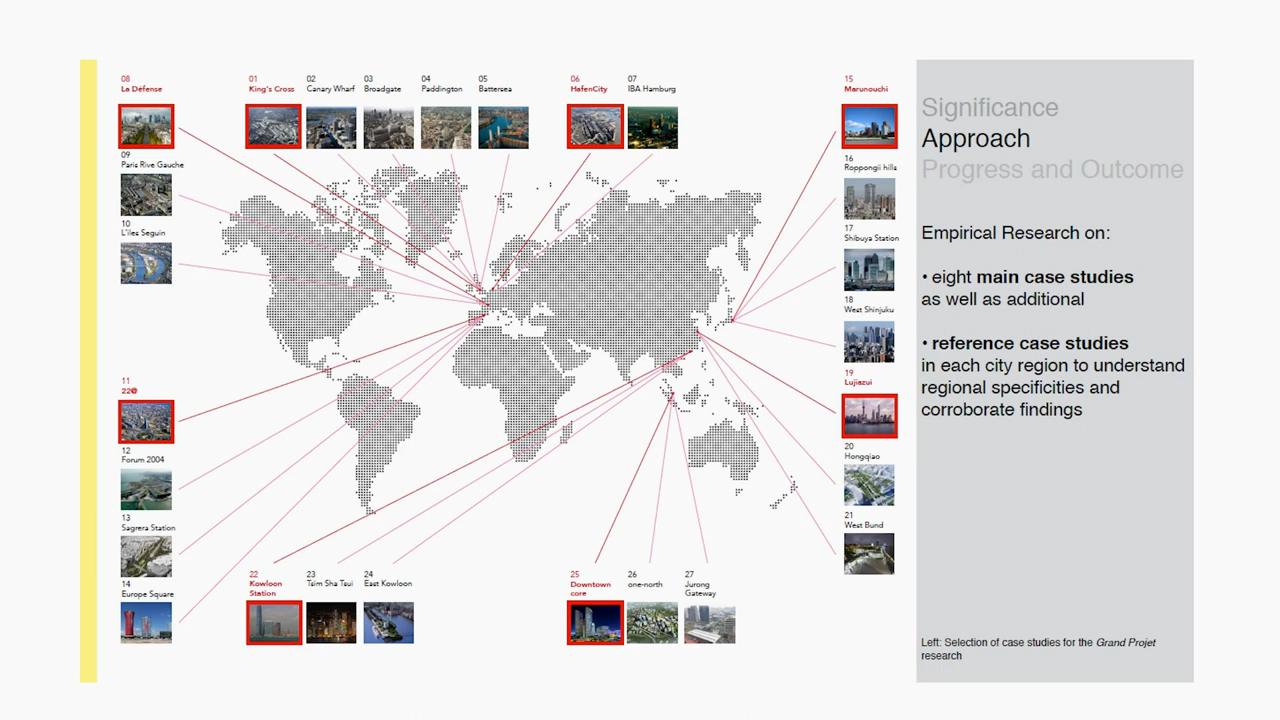 08
La Défense
01
King's Cross
02
Canary Wharf
03
Broadgate
04
Paddington
05
Battersea
06
HafenCity
07
IBA Hamburg
15
Marunouchi
09
Paris Rive Gauche
10
L'iles Seguin
16
Roppongii hills
17
Shibuya Station
18
West Shinjuku
19
Lujiazui
20
Hongqiao
21
West Bund
11
22@
12
Forum 2004
13
Sagrera Station
14
Europe Square
22
Kowloon
Station
23
Tsim Sha Tsui
24
East Kowloon
25
Downtown
core
26
one-north
27
Jurong
Gateway
Significance
Approach
Progress and Outcome
Empirical Research on:
• eight main case studies
as well as additional
• reference case studies
in each city region to understand
regional specificities and
corroborate findings
Left: Selection of case studies for the Grand Projet
research